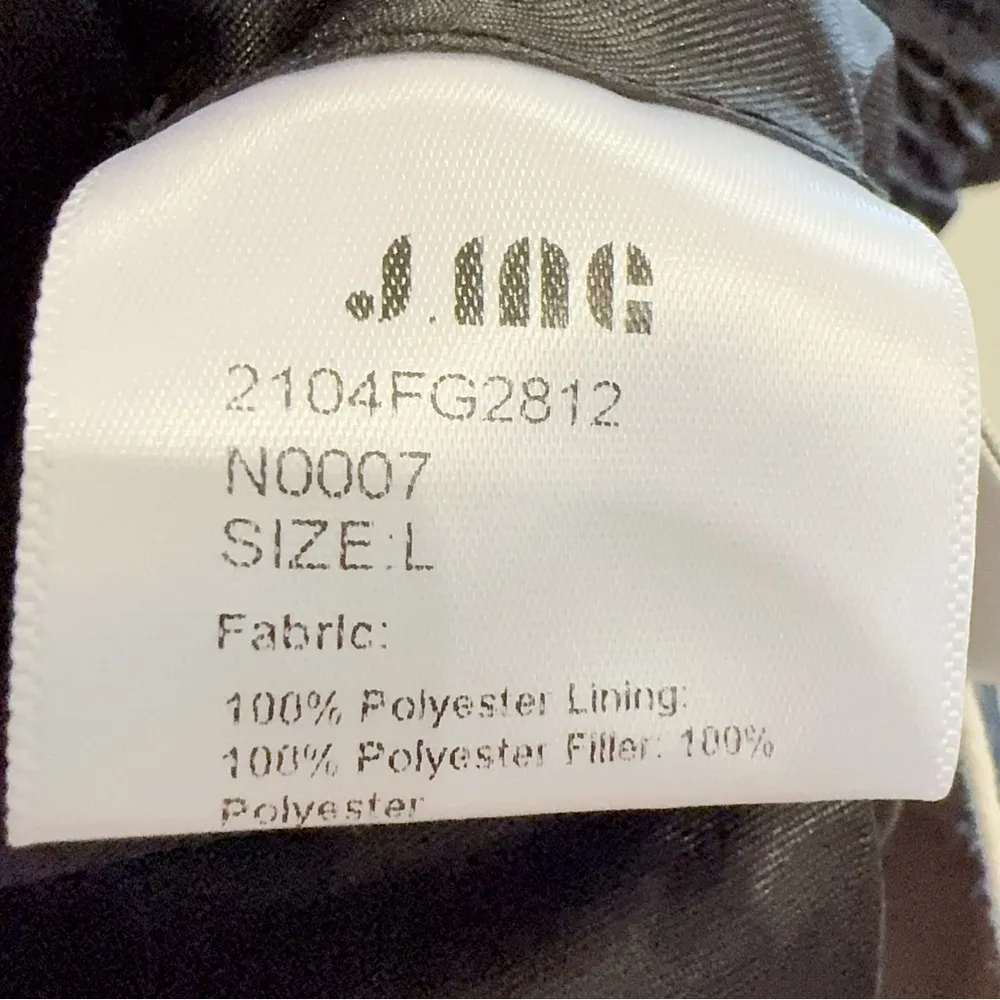 J.ING
2104FG2812
N0007
SIZE:L
Fabric:
100% Polyester Lining:
100% Polyester Filler: 100%
Polyester